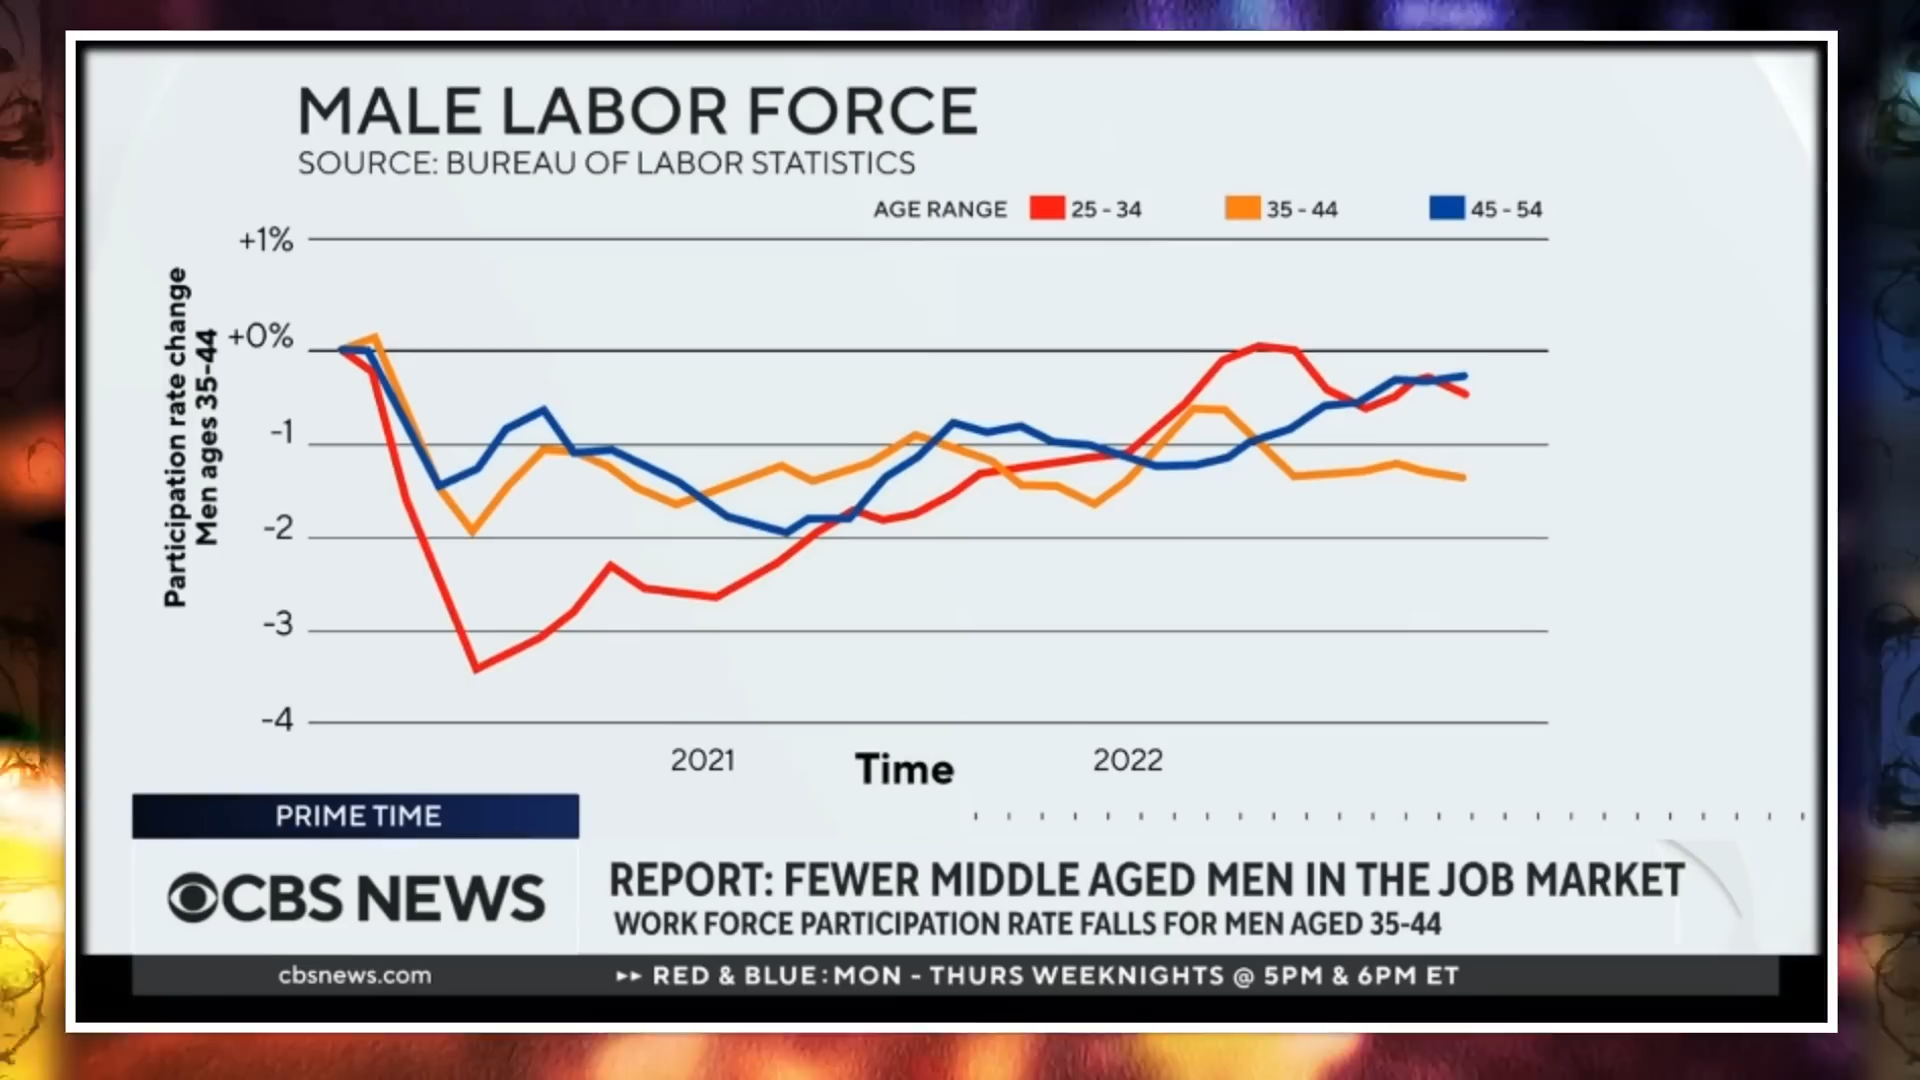 MALE LABOR FORCE
SOURCE: BUREAU OF LABOR STATISTICS
AGE RANGE 25 - 34 35 - 44 45 - 54
+1%
+0%
-1
-2
-3
-4
Participation rate change
Men ages 35-44
2021 Time 2022
PRIME TIME
CBS NEWS
REPORT: FEWER MIDDLE AGED MEN IN THE JOB MARKET
WORK FORCE PARTICIPATION RATE FALLS FOR MEN AGED 35-44
cbsnews.com
RED & BLUE: MON - THURS WEEKNIGHTS @ 5PM & 6PM ET